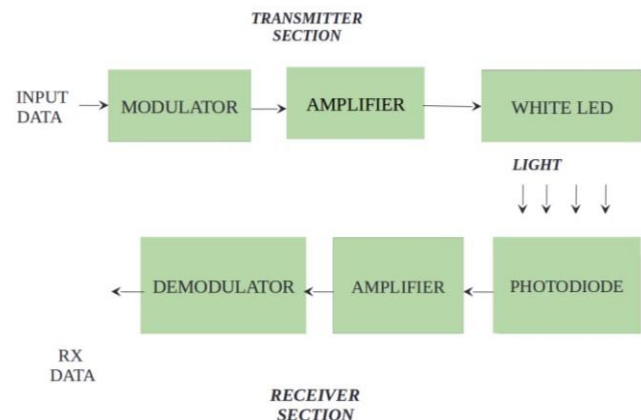 TRANSMITTER
SECTION
INPUT
DATA
MODULATOR
AMPLIFIER
WHITE LED
LIGHT
DEMODULATOR
AMPLIFIER
PHOTODIODE
RX
DATA
RECEIVER
SECTION